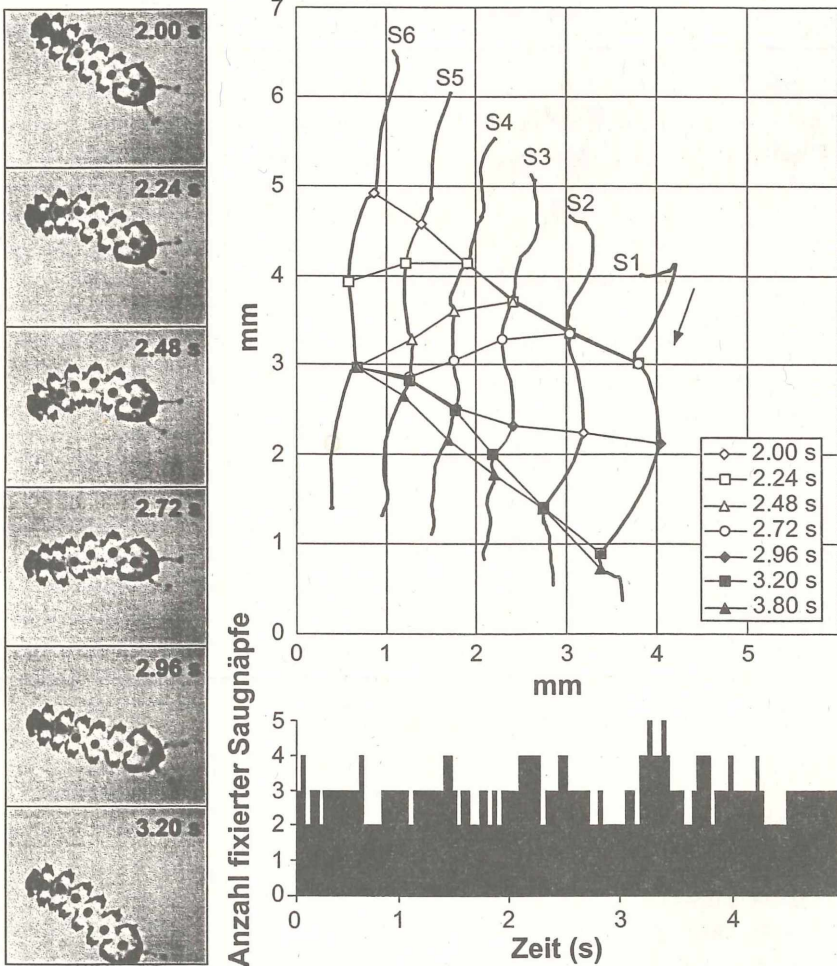 2.00 s
2.24 s
2.48 s
2.72 s
2.96 s
3.20 s
7
6
5
4
3
2
1
0
mm
S6
S5
S4
S3
S2
S1
2.00 s
2.24 s
2.48 s
2.72 s
2.96 s
3.20 s
3.80 s
0 1 2 3 4 5
mm
Anzahl fixierter Saugnäpfe
5
4
3
2
1
0
0 1 2 3 4
Zeit (s)